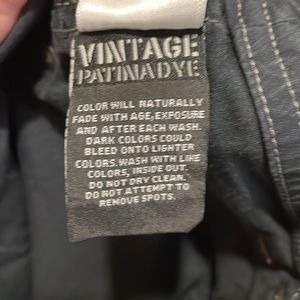 VINTAGE
PATINADYE
COLOR WILL NATURALLY
FADE WITH AGE,EXPOSURE
AND AFTER EACH WASH.
DARK COLORS COULD
BLEED ONTO LIGHTER
COLORS. WASH WITH LIKE
COLORS, INSIDE OUT.
DO NOT DRY CLEAN.
DO NOT ATTEMPT TO
REMOVE SPOTS.